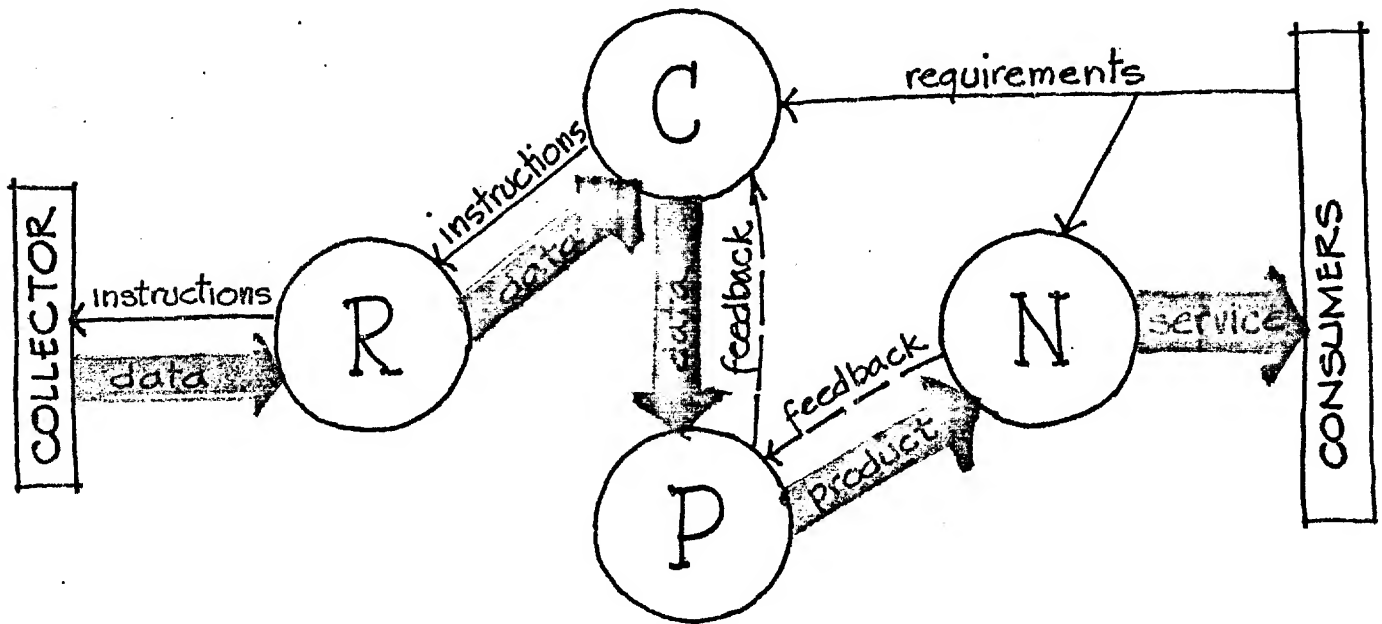 C
requirements
instructions
data
COLLECTOR
instructions
data
R
data
feedback
N
service
CONSUMERS
feedback
product
P